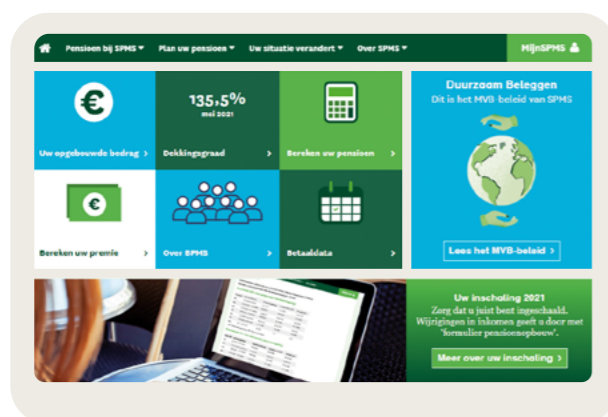 Pensioen bij SPMS
Plan uw pensioen
Uw situatie verandert
Over SPMS
MijnSPMS
135,5%
mei 2021
Uw opgebouwde bedrag >
Dekkingsgraad >
Bereken uw pensioen >
Bereken uw premie >
Over SPMS >
Betaaldata >
Duurzaam Beleggen
Dit is het MVB-beleid van SPMS
Lees het MVB-beleid >
Uw inschaling 2021
Zorg dat u juist bent ingeschaald.
Wijzigingen in inkomen geeft u door met
'formulier pensioenopbouw'.
Meer over uw inschaling >